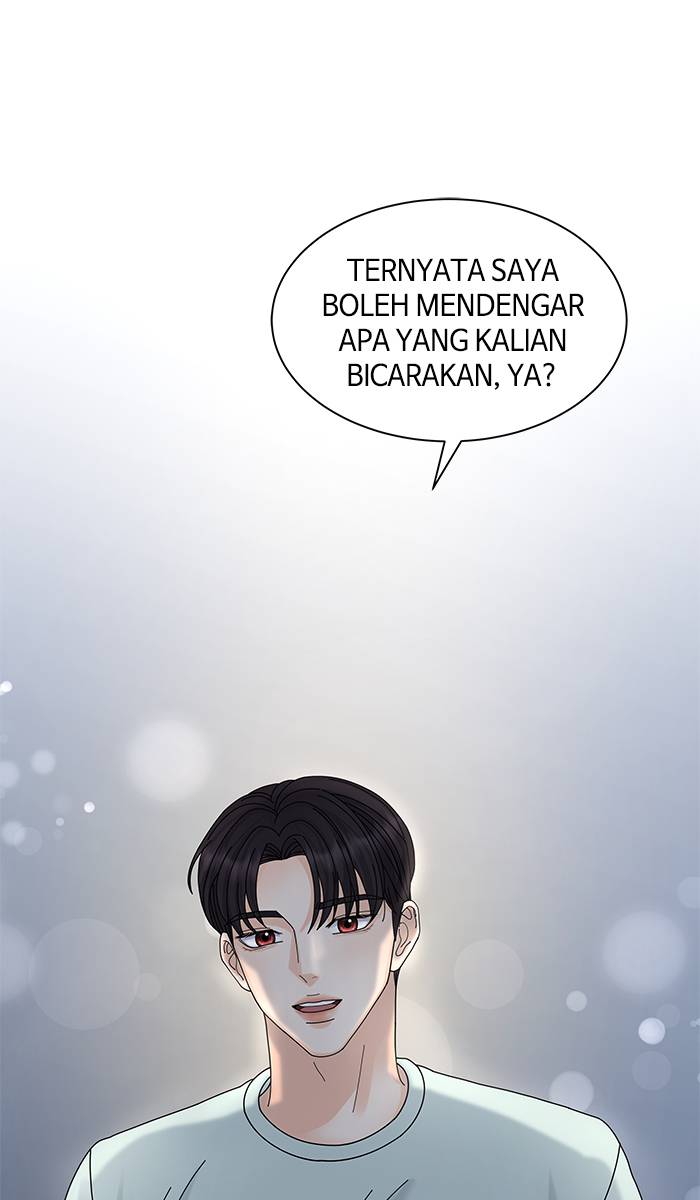 TERNYATA SAYA
BOLEH MENDENGAR
APA YANG KALIAN
BICARAKAN, YA?